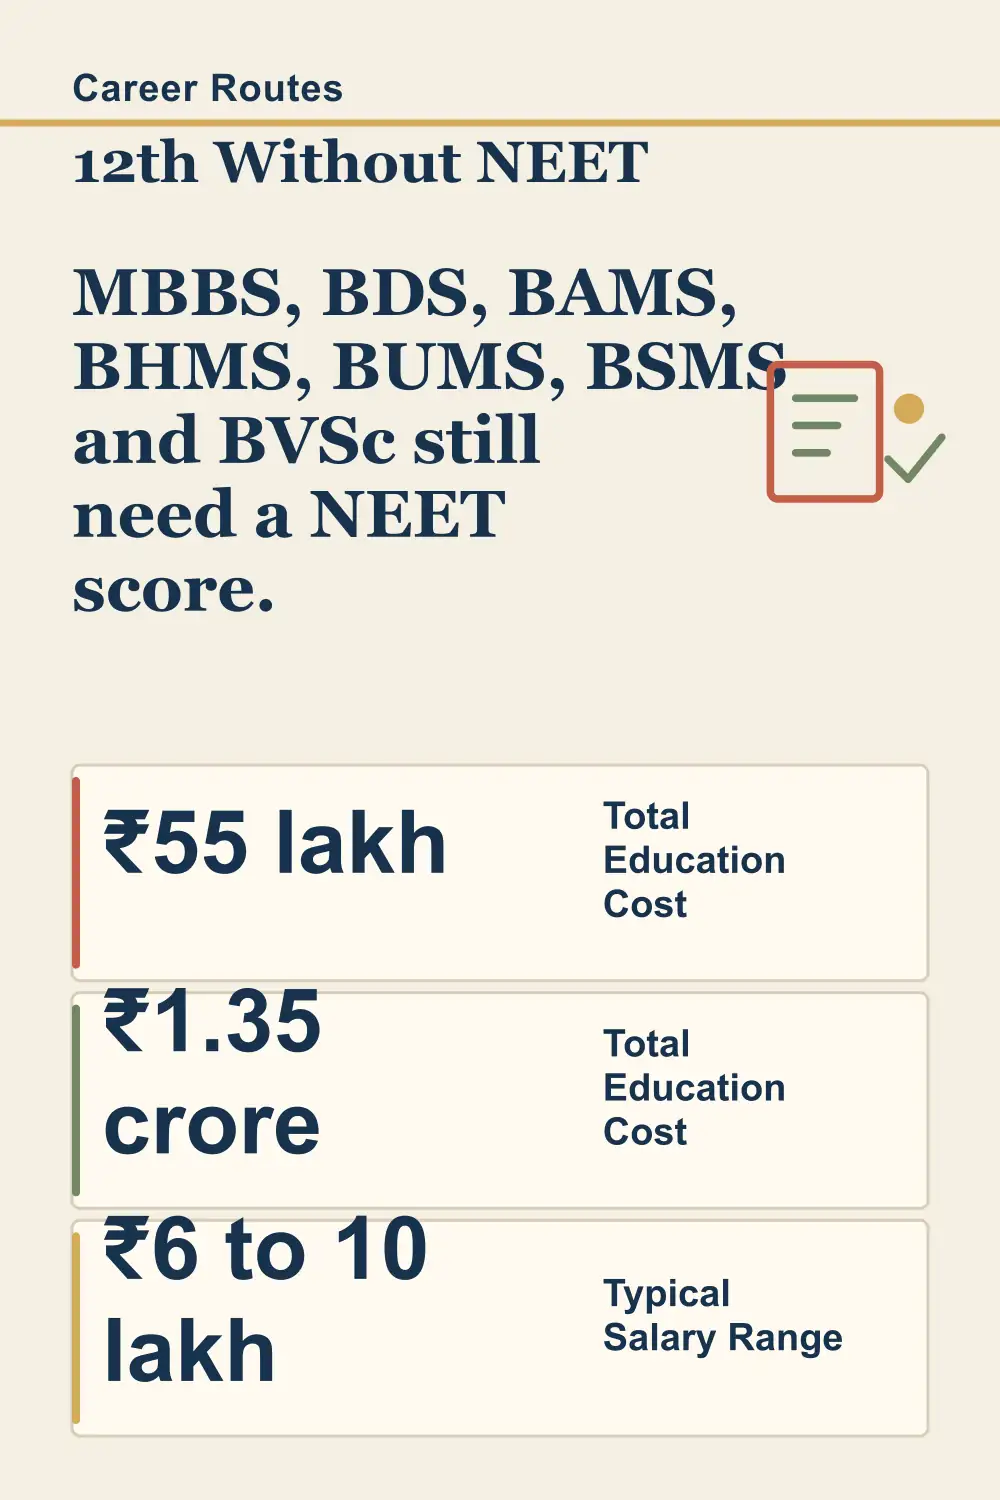 Career Routes
12th Without NEET
MBBS, BDS, BAMS,
BHMS, BUMS, BSMS
and BVSc still
need a NEET
score.
₹55 lakh
Total
Education
Cost
₹1.35
crore
Total
Education
Cost
₹6 to 10
lakh
Typical
Salary Range